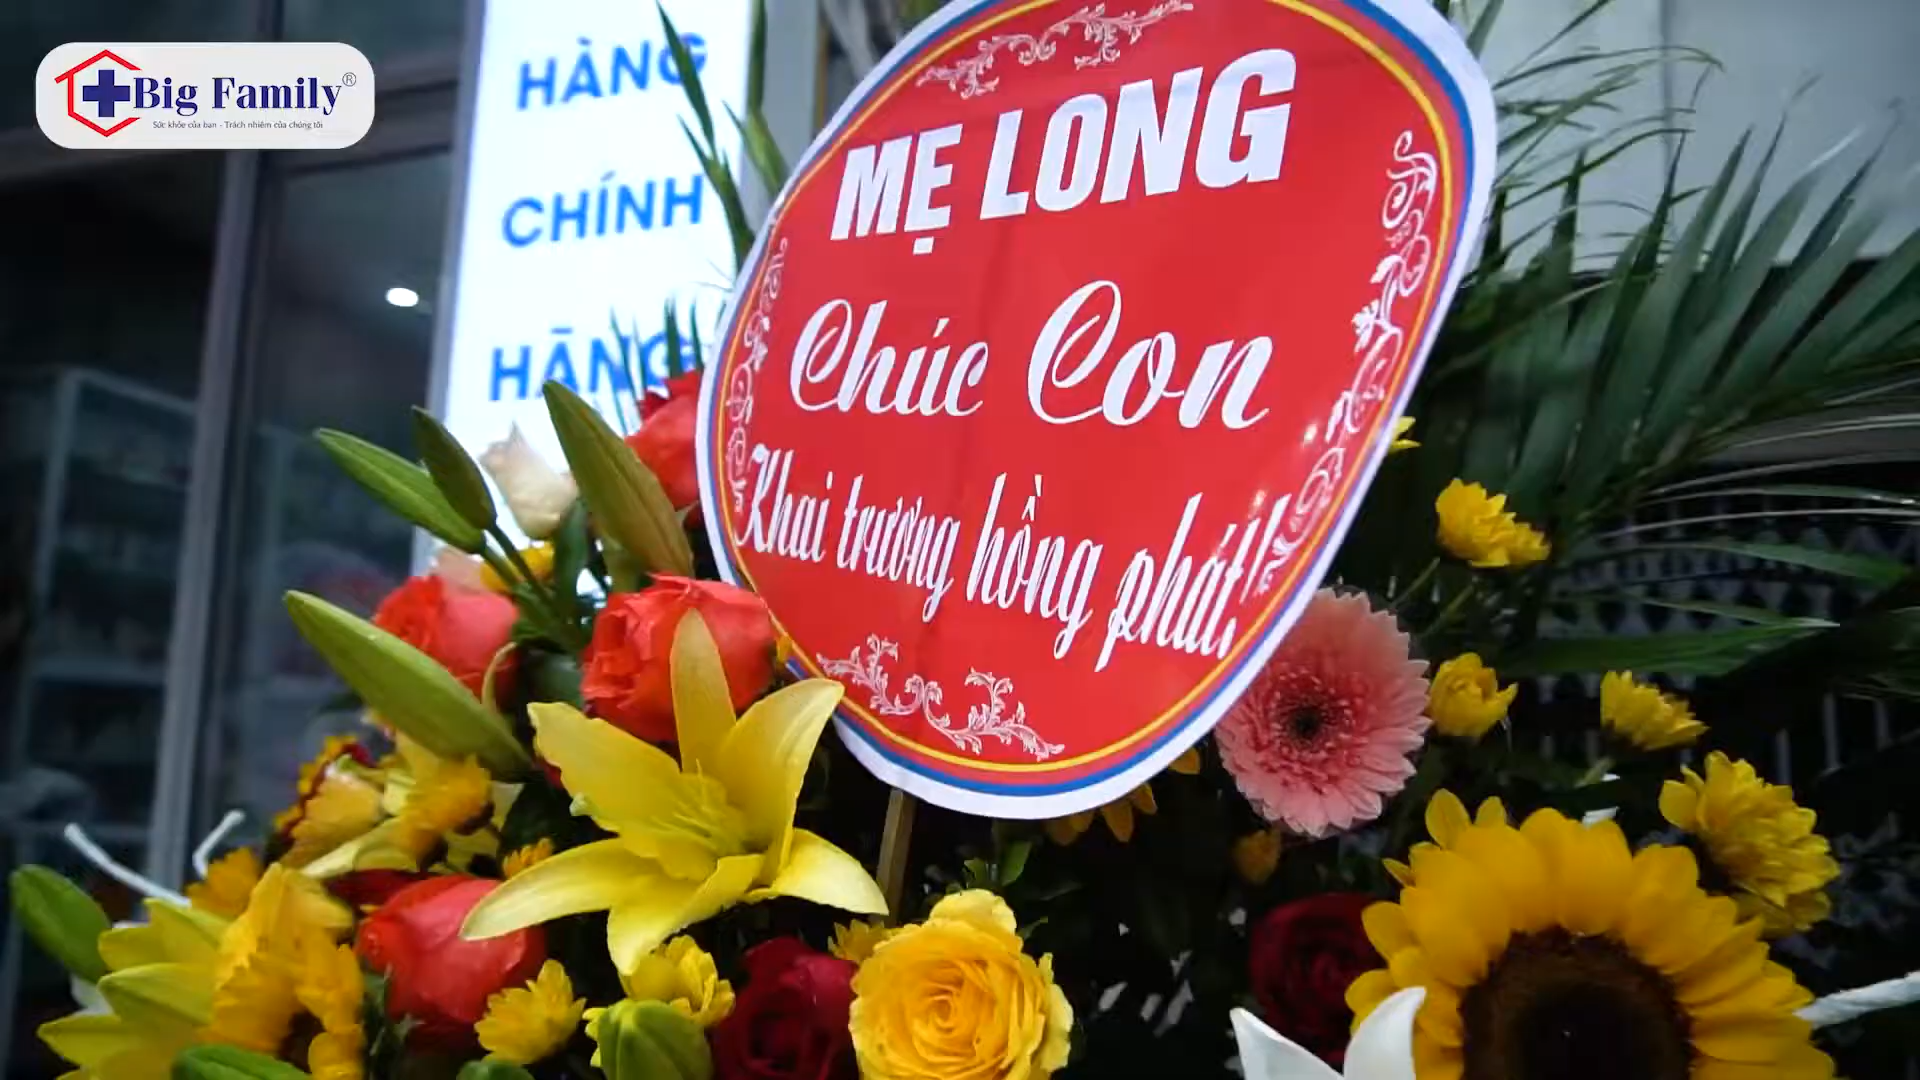 Big Family®
Sức khỏe của bạn - Trách nhiệm của chúng tôi
HÀNG
CHÍNH
HÃNG
MẸ LONG
Chúc Con
Khai trương hồng phát!